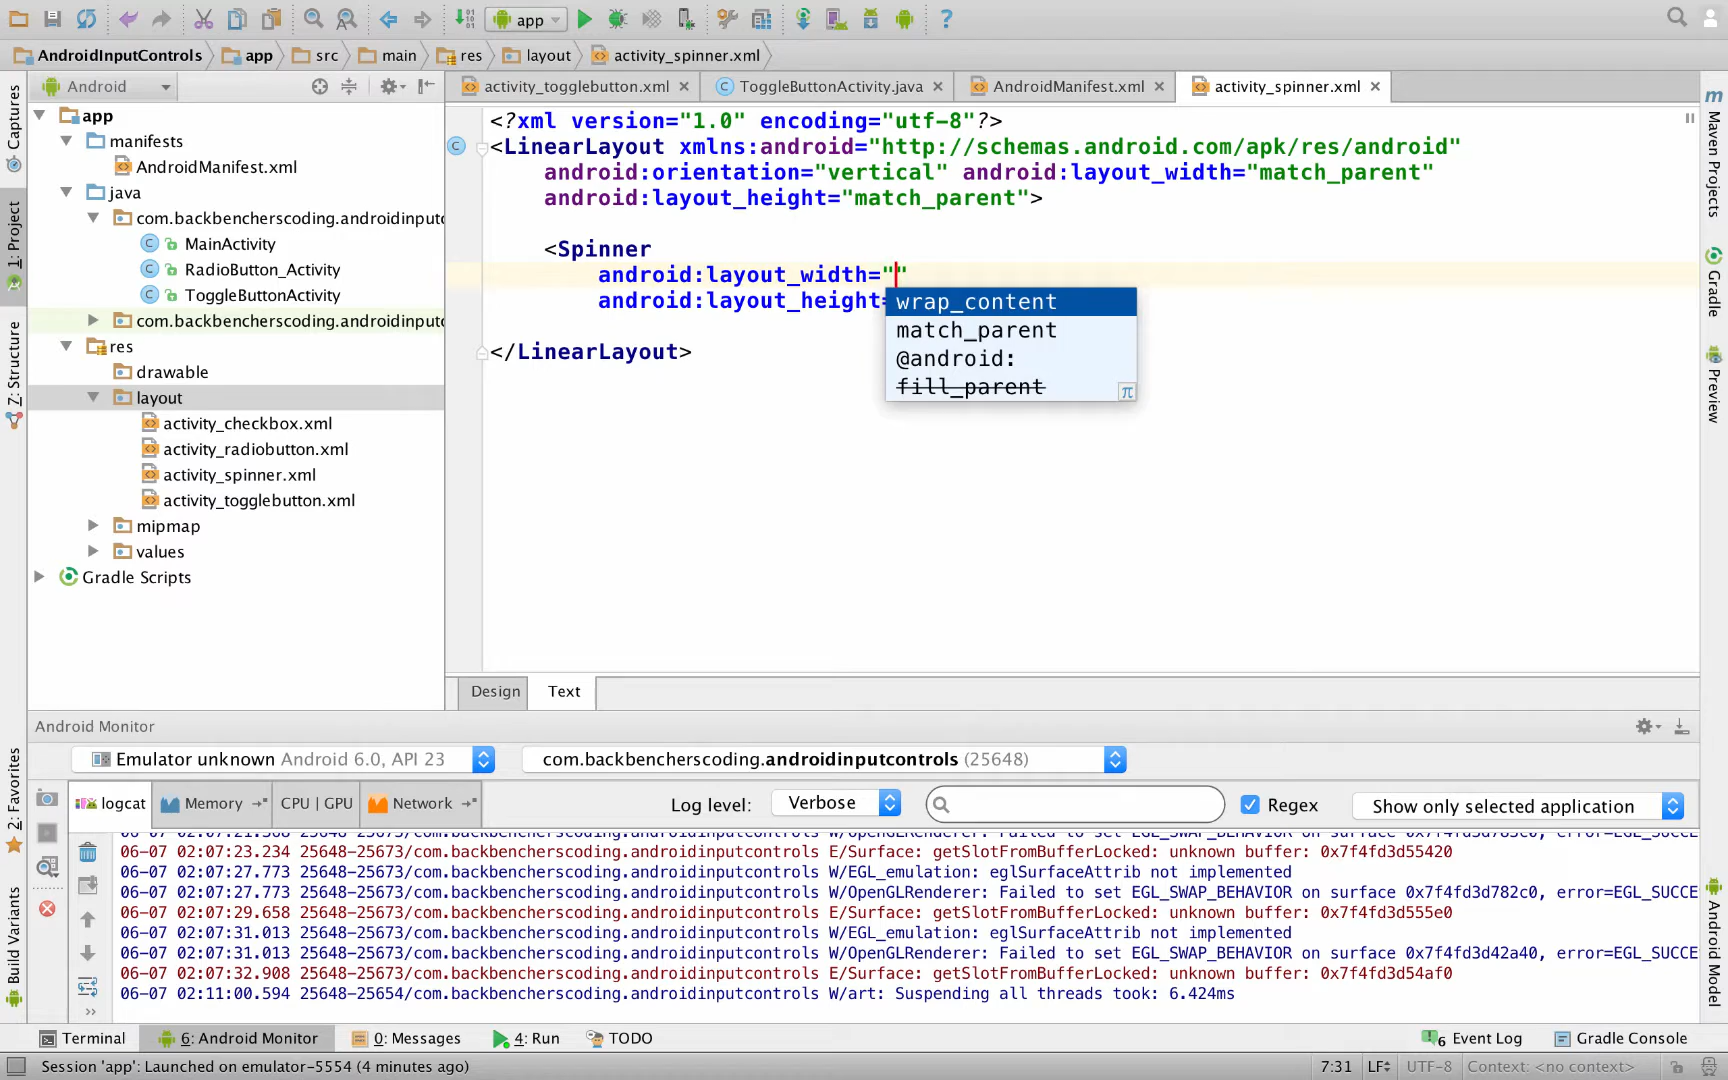 app
AndroidInputControls
app
src
main
res
layout
activity_spinner.xml
Android
activity_togglebutton.xml
ToggleButtonActivity.java
AndroidManifest.xml
activity_spinner.xml
app
manifests
AndroidManifest.xml
java
com.backbencherscoding.androidinputc
MainActivity
RadioButton_Activity
ToggleButtonActivity
com.backbencherscoding.androidinputc
res
drawable
layout
activity_checkbox.xml
activity_radiobutton.xml
activity_spinner.xml
activity_togglebutton.xml
mipmap
values
Gradle Scripts
<?xml version="1.0" encoding="utf-8"?>
<LinearLayout xmlns:android="http://schemas.android.com/apk/res/android"
android:orientation="vertical" android:layout_width="match_parent"
android:layout_height="match_parent">
<Spinner
android:layout_width=""
android:layout_height=
</LinearLayout>
wrap_content
match_parent
@android:
fill_parent
π
Design
Text
Captures
1: Project
Z: Structure
2: Favorites
Build Variants
m
Maven Projects
Gradle
Preview
Android Model
Android Monitor
Emulator unknown Android 6.0, API 23
com.backbencherscoding.androidinputcontrols (25648)
logcat
Memory
CPU | GPU
Network
Log level:
Verbose
Regex
Show only selected application
06-07 02:07:23.234 25648-25673/com.backbencherscoding.androidinputcontrols E/Surface: getSlotFromBufferLocked: unknown buffer: 0x7f4fd3d55420
06-07 02:07:27.773 25648-25673/com.backbencherscoding.androidinputcontrols W/EGL_emulation: eglSurfaceAttrib not implemented
06-07 02:07:27.773 25648-25673/com.backbencherscoding.androidinputcontrols W/OpenGLRenderer: Failed to set EGL_SWAP_BEHAVIOR on surface 0x7f4fd3d782c0, error=EGL_SUCCE
06-07 02:07:29.658 25648-25673/com.backbencherscoding.androidinputcontrols E/Surface: getSlotFromBufferLocked: unknown buffer: 0x7f4fd3d555e0
06-07 02:07:31.013 25648-25673/com.backbencherscoding.androidinputcontrols W/EGL_emulation: eglSurfaceAttrib not implemented
06-07 02:07:31.013 25648-25673/com.backbencherscoding.androidinputcontrols W/OpenGLRenderer: Failed to set EGL_SWAP_BEHAVIOR on surface 0x7f4fd3d42a40, error=EGL_SUCCE
06-07 02:07:32.908 25648-25673/com.backbencherscoding.androidinputcontrols E/Surface: getSlotFromBufferLocked: unknown buffer: 0x7f4fd3d54af0
06-07 02:11:00.594 25648-25654/com.backbencherscoding.androidinputcontrols W/art: Suspending all threads took: 6.424ms
Terminal
6: Android Monitor
0: Messages
4: Run
TODO
6 Event Log
Gradle Console
Session 'app': Launched on emulator-5554 (4 minutes ago)
7:31
LF
UTF-8
Context: <no context>